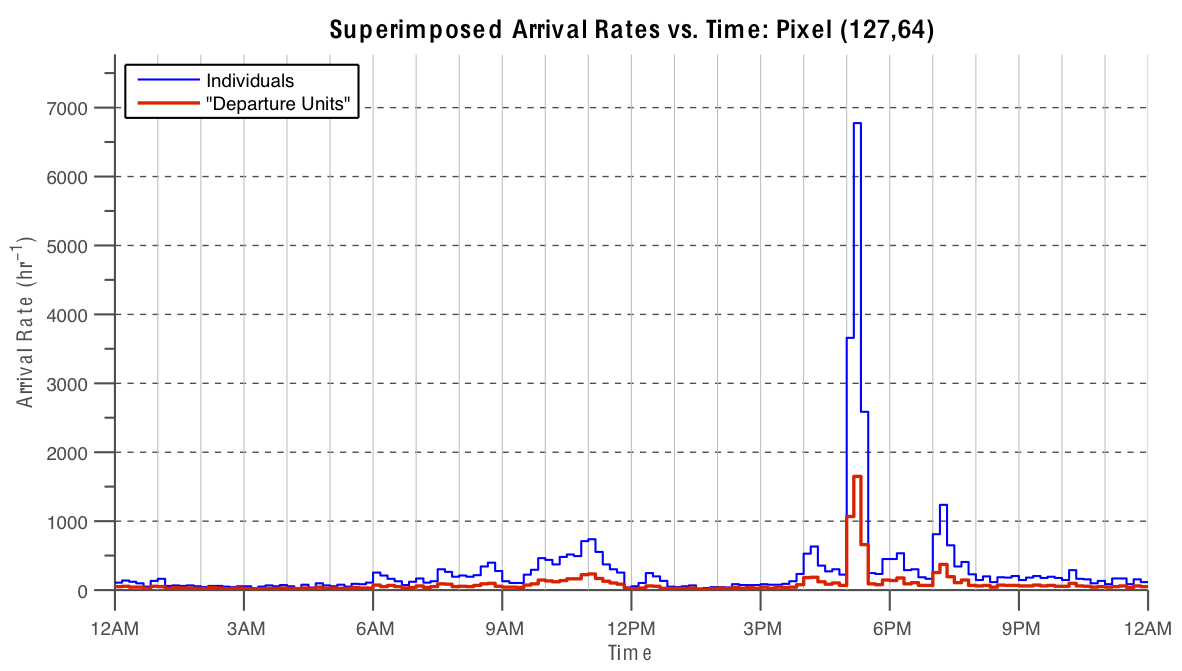 Superimposed Arrival Rates vs. Time: Pixel (127,64)
Individuals
"Departure Units"
7000
6000
5000
4000
3000
2000
1000
0
Arrival Rate (hr⁻¹)
12AM 3AM 6AM 9AM 12PM 3PM 6PM 9PM 12AM
Time